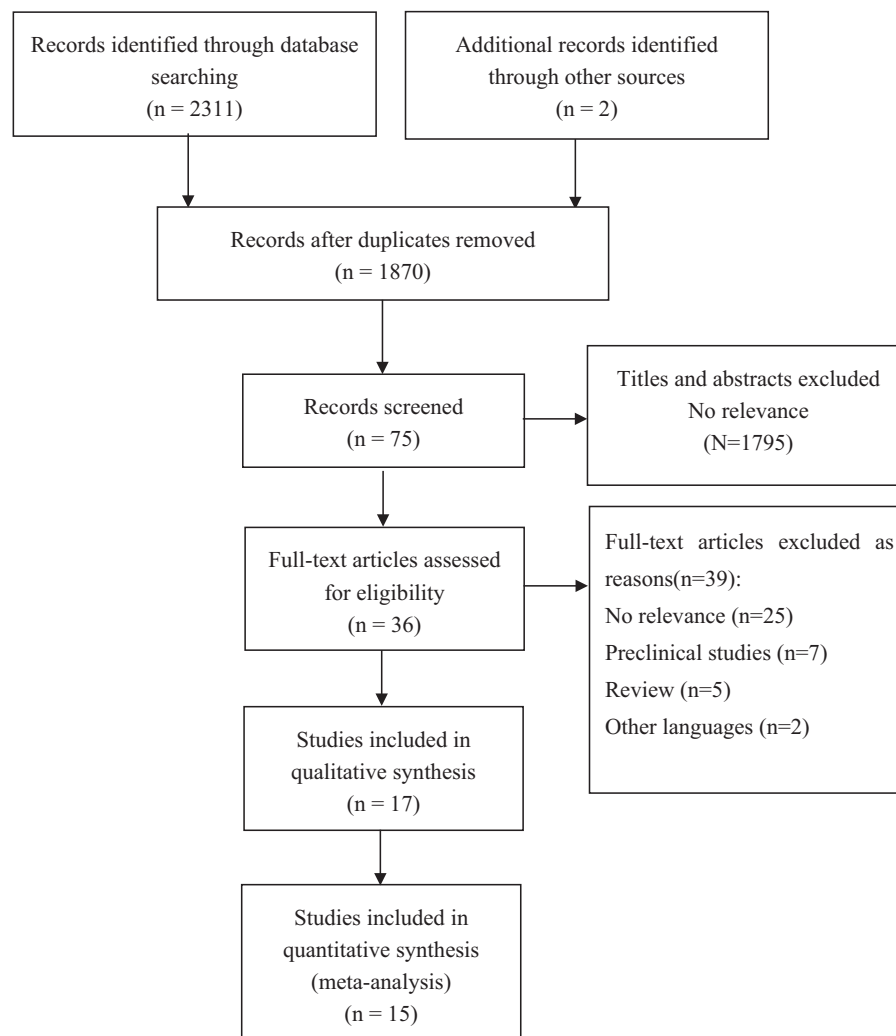 Records identified through database
searching
(n = 2311)
Additional records identified
through other sources
(n = 2)
Records after duplicates removed
(n = 1870)
Records screened
(n = 75)
Titles and abstracts excluded
No relevance
(N=1795)
Full-text articles assessed
for eligibility
(n = 36)
Full-text articles excluded as
reasons(n=39):
No relevance (n=25)
Preclinical studies (n=7)
Review (n=5)
Other languages (n=2)
Studies included in
qualitative synthesis
(n = 17)
Studies included in
quantitative synthesis
(meta-analysis)
(n = 15)